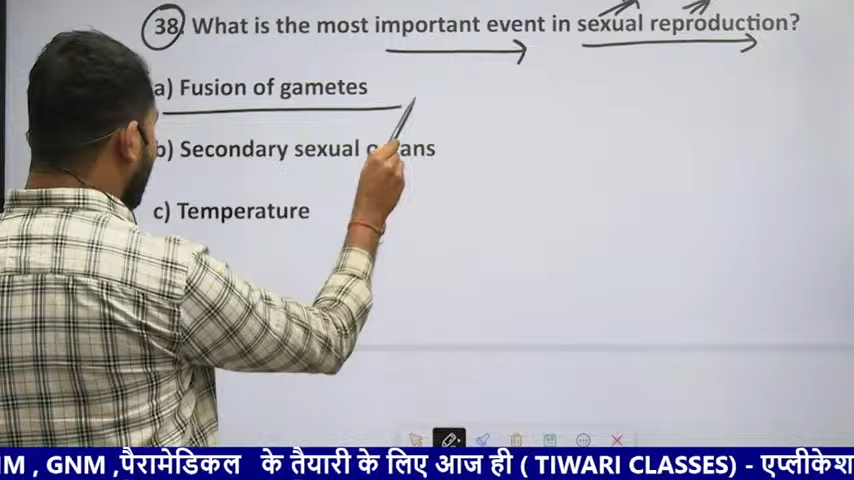 38. What is the most important event in sexual reproduction?
a) Fusion of gametes
b) Secondary sexual organs
c) Temperature
, GNM ,पैरामेडिकल के तैयारी के लिए आज ही ( TIWARI CLASSES) - एप्लीकेश